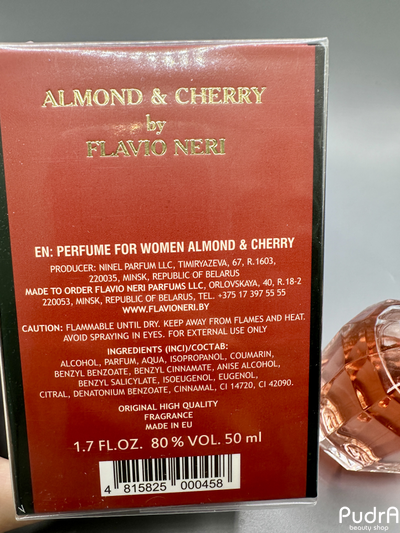 ALMOND & CHERRY
by
FLAVIO NERI
EN: PERFUME FOR WOMEN ALMOND & CHERRY
PRODUCER: NINEL PARFUM LLC, TIMIRYAZEVA, 67, R.1603,
220035, MINSK, REPUBLIC OF BELARUS
MADE TO ORDER FLAVIO NERI PARFUMS LLC, ORLOVSKAYA, 40, R.18-2
220053, MINSK, REPUBLIC OF BELARUS, TEL. +375 17 397 55 55
WWW.FLAVIONERI.BY
CAUTION: FLAMMABLE UNTIL DRY. KEEP AWAY FROM FLAMES AND HEAT.
AVOID SPRAYING IN EYES. FOR EXTERNAL USE ONLY
INGREDIENTS (INCI)/СОСТАВ:
ALCOHOL, PARFUM, AQUA, ISOPROPANOL, COUMARIN,
BENZYL BENZOATE, BENZYL CINNAMATE, ANISE ALCOHOL,
BENZYL SALICYLATE, ISOEUGENOL, EUGENOL,
CITRAL, DENATONIUM BENZOATE, CINNAMAL, CI 14720, CI 42090.
ORIGINAL HIGH QUALITY
FRAGRANCE
MADE IN EU
1.7 FL.OZ. 80% VOL. 50 ml
4 815825 000458
PudrA
beauty shop